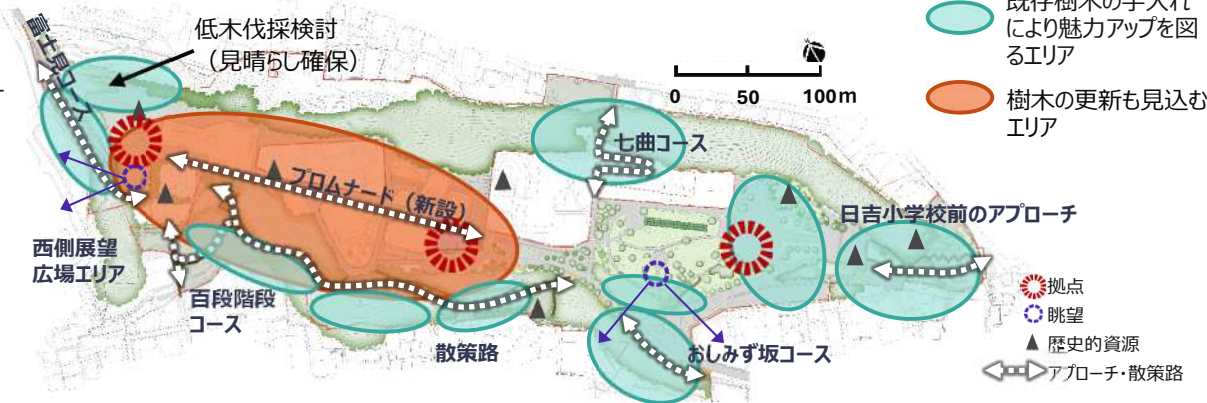 既存樹木の手入れ
により魅力アップを図
るエリア
樹木の更新も見込む
エリア
低木伐採検討
（見晴らし確保）
0 50 100m
富士見コース
七曲コース
プロムナード（新設）
日吉小学校前のアプローチ
西側展望
広場エリア
百段階段
コース
散策路
おしみず坂コース
拠点
眺望
歴史的資源
アプローチ・散策路